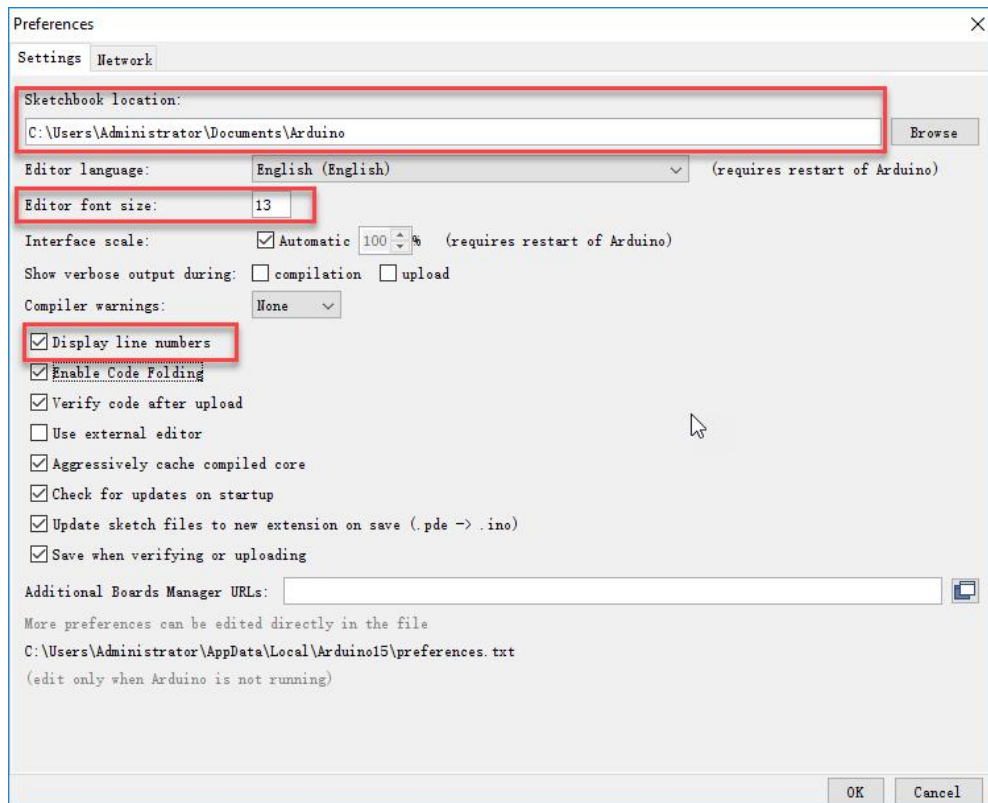 Preferences
Settings Network
Sketchbook location:
C:\Users\Administrator\Documents\Arduino Browse
Editor language: English (English) (requires restart of Arduino)
Editor font size: 13
Interface scale: Automatic 100 % (requires restart of Arduino)
Show verbose output during: compilation upload
Compiler warnings: None
Display line numbers
Enable Code Folding
Verify code after upload
Use external editor
Aggressively cache compiled core
Check for updates on startup
Update sketch files to new extension on save (.pde -> .ino)
Save when verifying or uploading
Additional Boards Manager URLs:
More preferences can be edited directly in the file
C:\Users\Administrator\AppData\Local\Arduino15\preferences.txt
(edit only when Arduino is not running)
OK Cancel